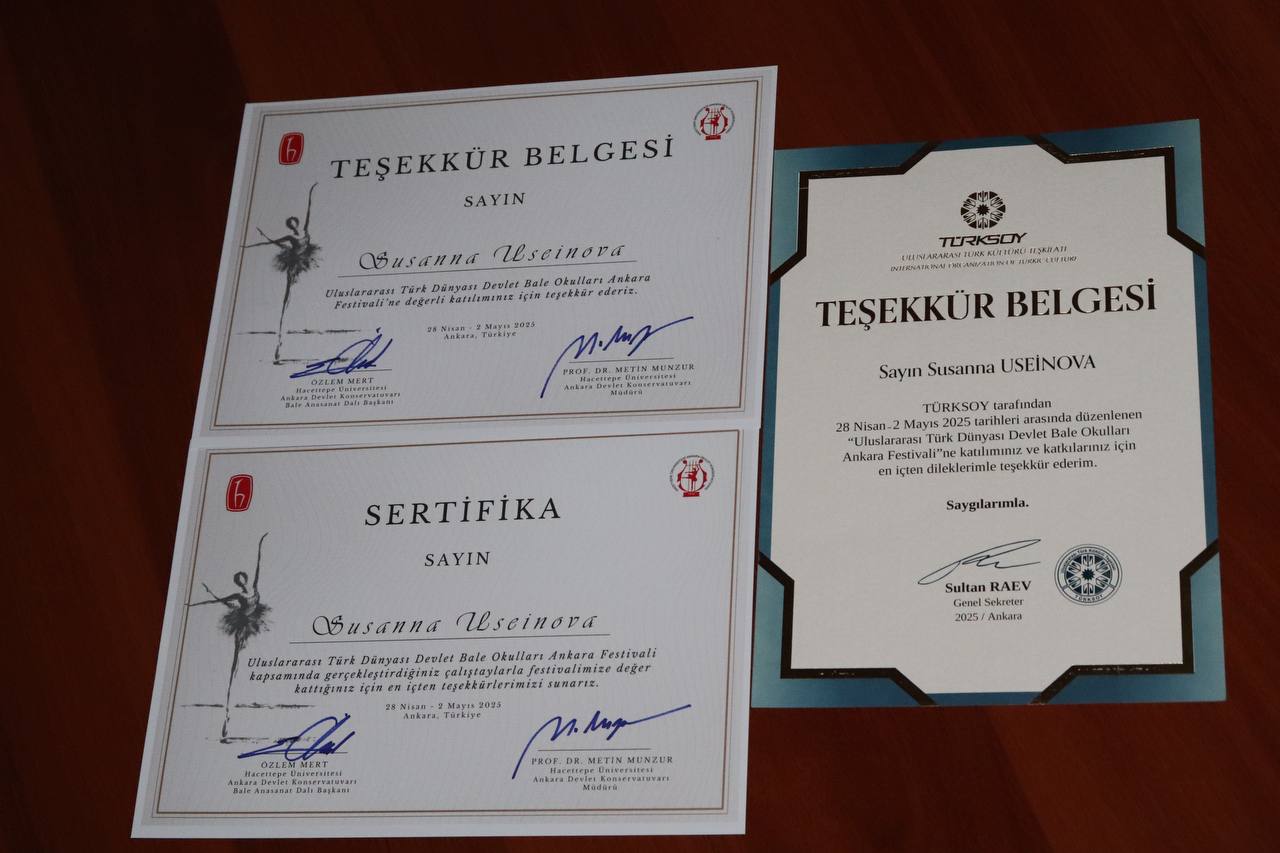 TEŞEKKÜR BELGESİ
SAYIN
Susanna Useinova
Uluslararası Türk Dünyası Devlet Bale Okulları Ankara
Festivali'ne değerli katılımınız için teşekkür ederiz.
28 Nisan - 2 Mayıs 2025
Ankara, Türkiye
ÖZLEM MERT
Hacettepe Üniversitesi
Ankara Devlet Konservatuvarı
Bale Anasanat Dalı Başkanı
PROF. DR. METİN MUNZUR
Hacettepe Üniversitesi
Ankara Devlet Konservatuvarı
Müdürü
SERTİFİKA
SAYIN
Susanna Useinova
Uluslararası Türk Dünyası Devlet Bale Okulları Ankara Festivali
kapsamında gerçekleştirdiğiniz çalıştaylarla festivalimize değer
kattığınız için en içten teşekkürlerimizi sunarız.
28 Nisan - 2 Mayıs 2025
Ankara, Türkiye
ÖZLEM MERT
Hacettepe Üniversitesi
Ankara Devlet Konservatuvarı
Bale Anasanat Dalı Başkanı
PROF. DR. METİN MUNZUR
Hacettepe Üniversitesi
Ankara Devlet Konservatuvarı
Müdürü
TÜRKSOY
ULUSLARARASI TÜRK KÜLTÜRÜ TEŞKİLATI
INTERNATIONAL ORGANIZATION OF TURKIC CULTURE
TEŞEKKÜR BELGESİ
Sayın Susanna USEINOVA
TÜRKSOY tarafından
28 Nisan - 2 Mayıs 2025 tarihleri arasında düzenlenen
“Uluslararası Türk Dünyası Devlet Bale Okulları
Ankara Festivali”ne katılımınız ve katkılarınız için
en içten dileklerimle teşekkür ederim.
Saygılarımla.
Sultan RAEV
Genel Sekreter
2025 / Ankara
TÜRKSOY